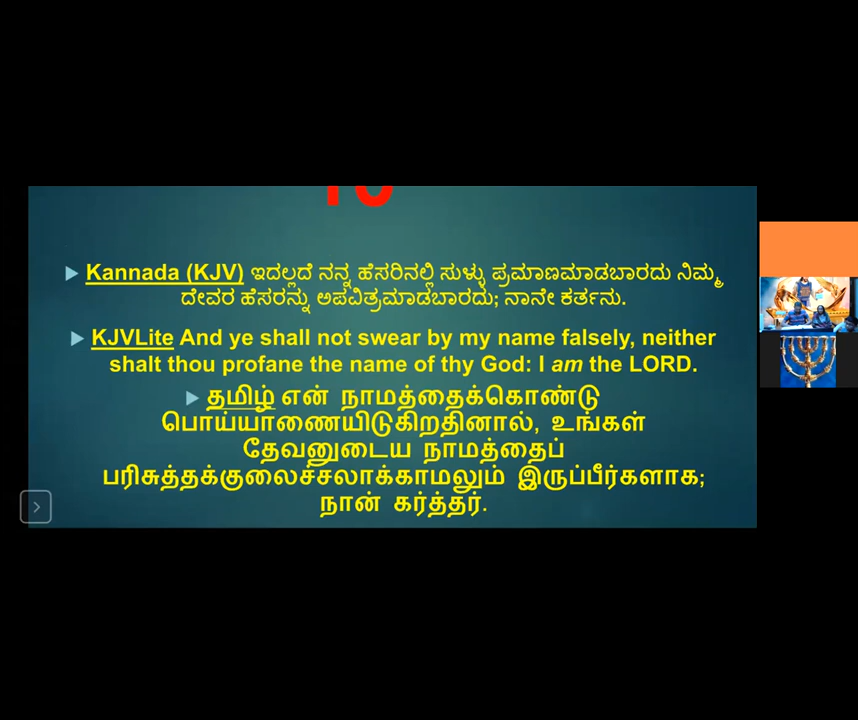 Kannada (KJV) ಇದಲ್ಲದೆ ನನ್ನ ಹೆಸರಿನಲ್ಲಿ ಸುಳ್ಳು ಪ್ರಮಾಣಮಾಡಬಾರದು ನಿಮ್ಮ
ದೇವರ ಹೆಸರನ್ನು ಅಪವಿತ್ರಮಾಡಬಾರದು; ನಾನೇ ಕರ್ತನು.
KJVLite And ye shall not swear by my name falsely, neither
shalt thou profane the name of thy God: I am the LORD.
தமிழ் என் நாமத்தைக்கொண்டு
பொய்யாணையிடுகிறதினால், உங்கள்
தேவனுடைய நாமத்தைப்
பரிசுத்தக்குலைச்சலாக்காமலும் இருப்பீர்களாக;
நான் கர்த்தர்.